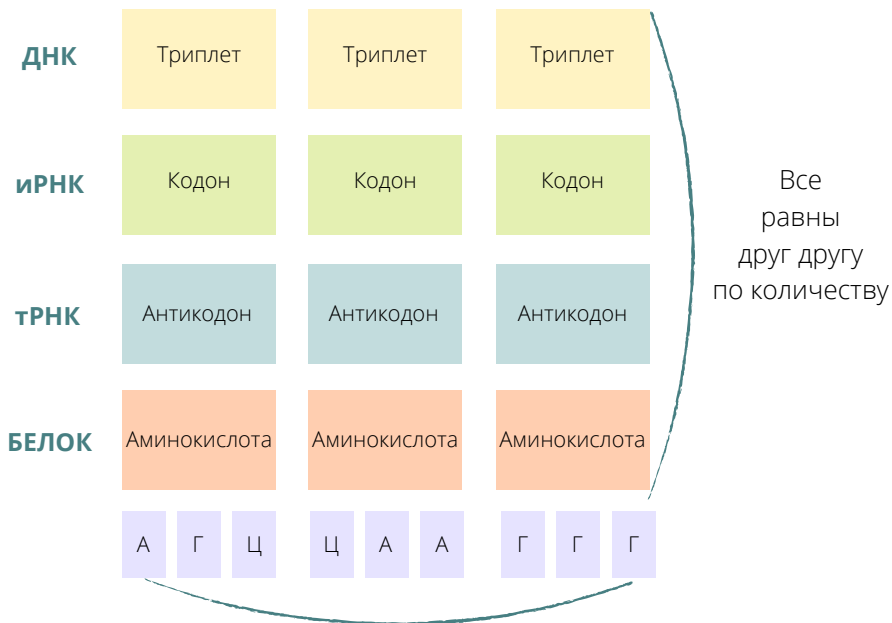 ДНК Триплет Триплет Триплет
иРНК Кодон Кодон Кодон
Все
равны
друг другу
по количеству
тРНК Антикодон Антикодон Антикодон
БЕЛОК Аминокислота Аминокислота Аминокислота
А Г Ц Ц А А Г Г Г